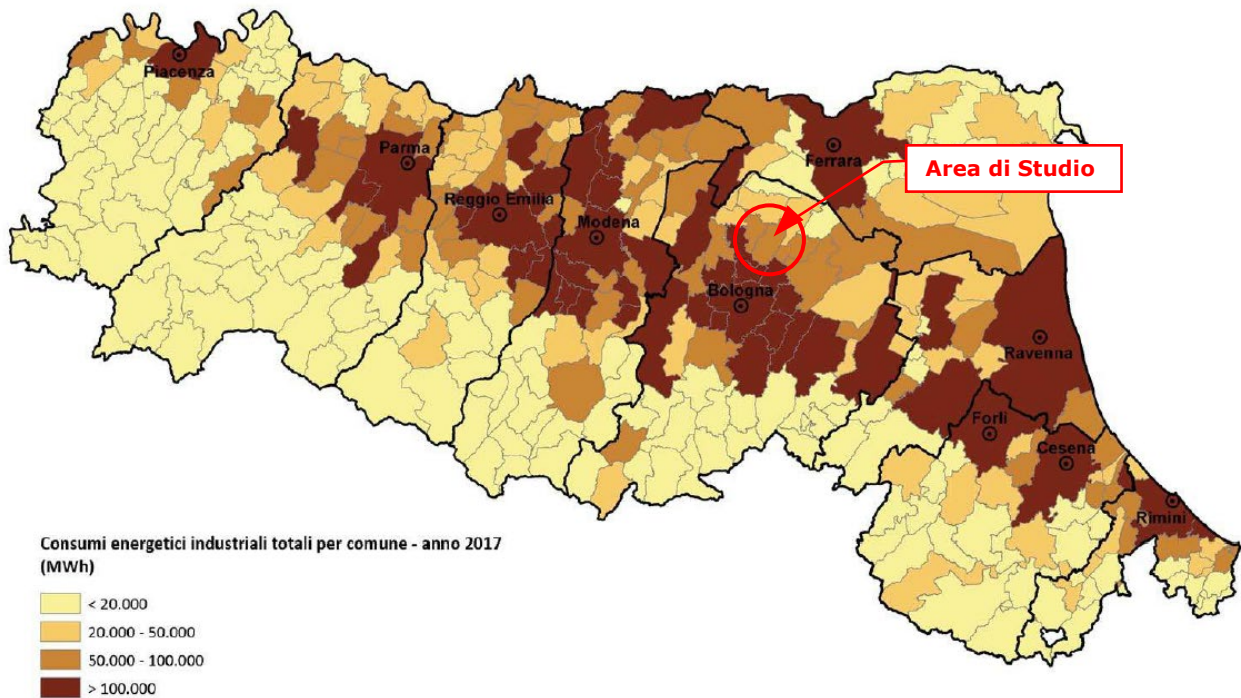 Piacenza
Parma
Reggio Emilia
Modena
Ferrara
Area di Studio
Bologna
Ravenna
Forlì
Cesena
Rimini
Consumi energetici industriali totali per comune - anno 2017
(MWh)
< 20.000
20.000 - 50.000
50.000 - 100.000
> 100.000